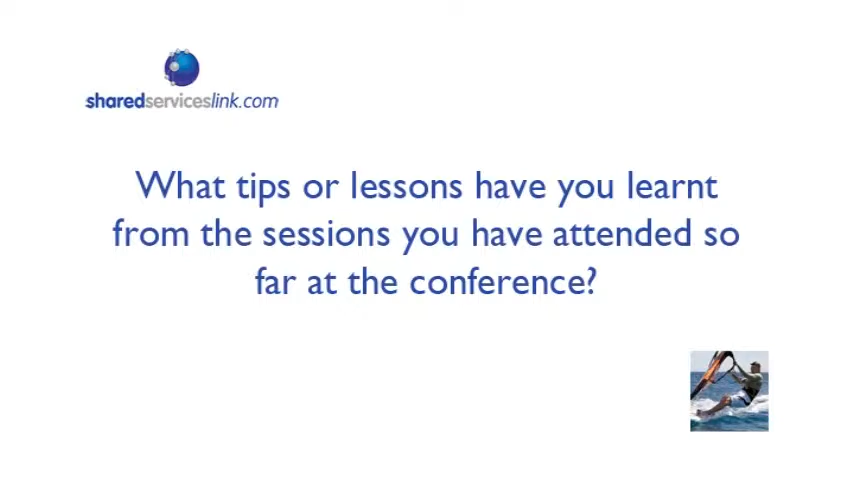 sharedserviceslink.com
What tips or lessons have you learnt
from the sessions you have attended so
far at the conference?